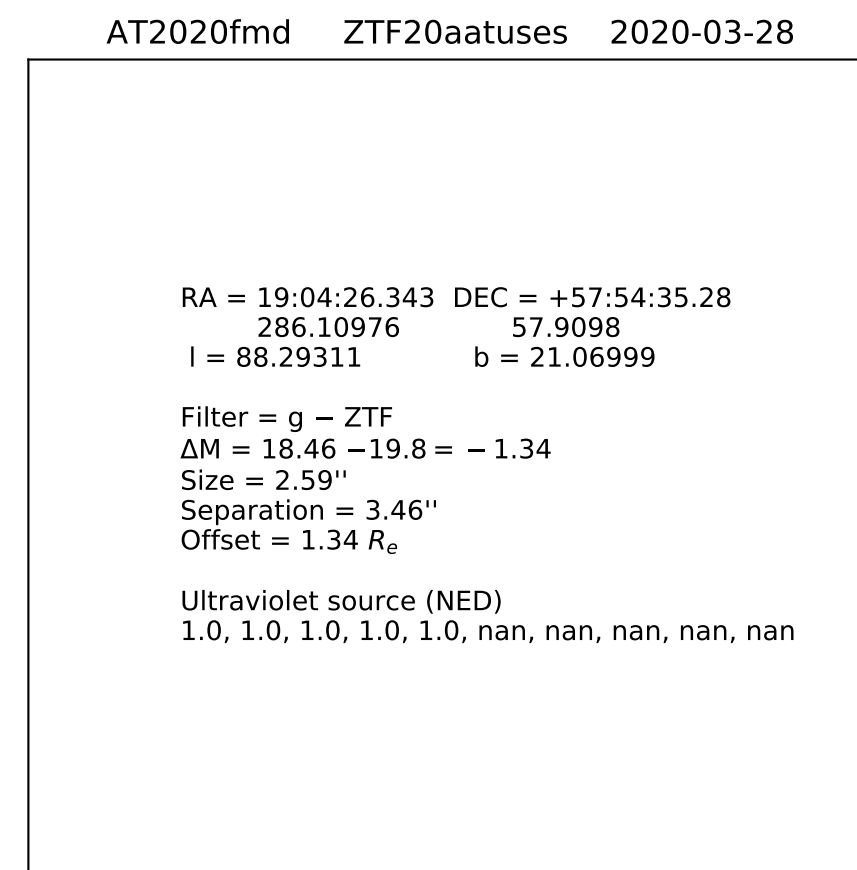 AT2020fmd ZTF20aatuses 2020-03-28
RA = 19:04:26.343 DEC = +57:54:35.28
286.10976 57.9098
l = 88.29311 b = 21.06999
Filter = g − ZTF
ΔM = 18.46 −19.8 = − 1.34
Size = 2.59''
Separation = 3.46''
Offset = 1.34 Re
Ultraviolet source (NED)
1.0, 1.0, 1.0, 1.0, 1.0, nan, nan, nan, nan, nan